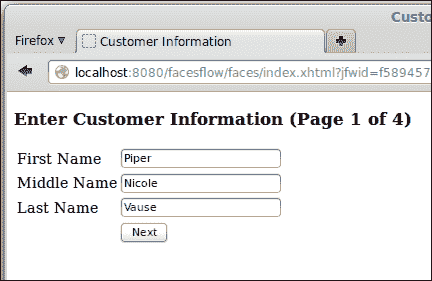 Custo
Firefox
Customer Information
localhost:8080/facesflow/faces/index.xhtml?jfwid=f589457
Enter Customer Information (Page 1 of 4)
First Name Piper
Middle Name Nicole
Last Name Vause
Next